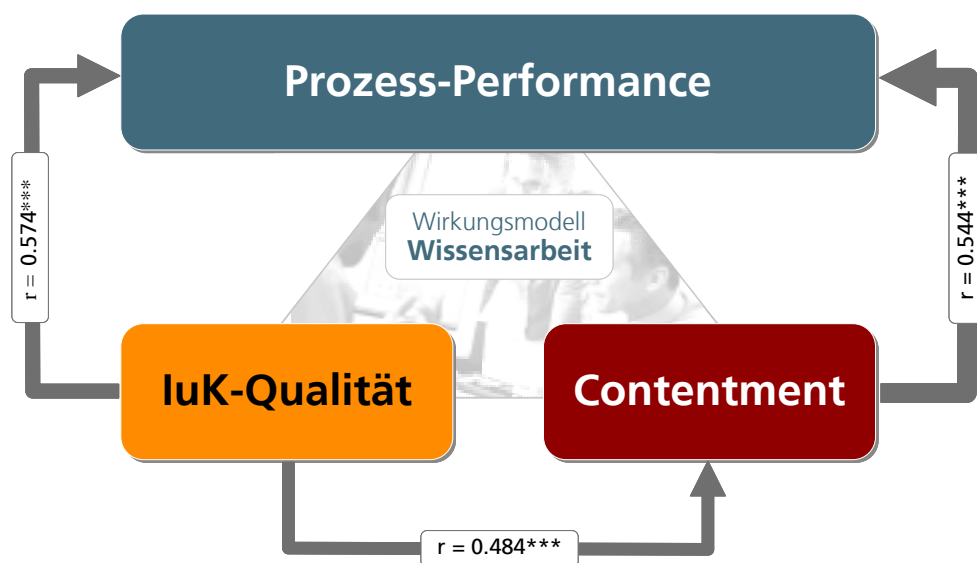 Prozess-Performance
r = 0.574***
Wirkungsmodell
Wissensarbeit
r = 0.544***
IuK-Qualität
Contentment
r = 0.484***